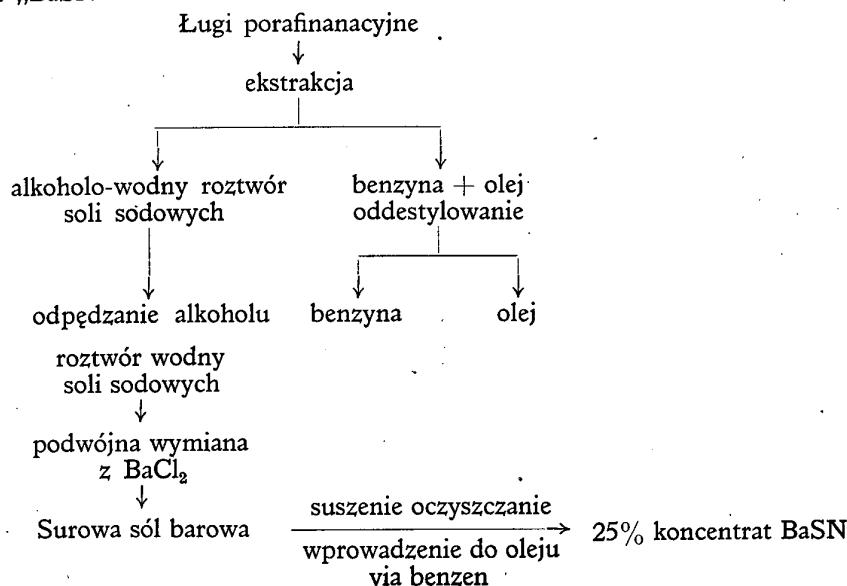 „BaSN
Ługi porafinanacyjne
ekstrakcja
alkoholo-wodny roztwór
soli sodowych
benzyna + olej
oddestylowanie
odpędzanie alkoholu
benzyna
olej
roztwór wodny
soli sodowych
podwójna wymiana
z BaCl₂
Surowa sól barowa
suszenie oczyszczanie
wprowadzenie do oleju
via benzen
25% koncentrat BaSN